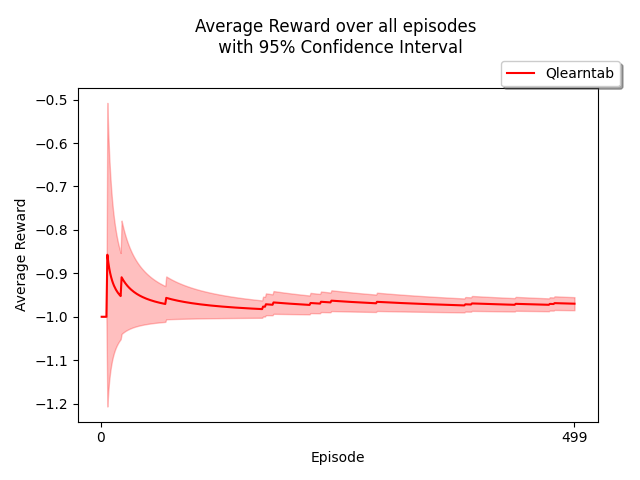 Average Reward over all episodes
with 95% Confidence Interval
Qlearntab
−0.5
−0.6
−0.7
−0.8
−0.9
−1.0
−1.1
−1.2
Average Reward
0
499
Episode